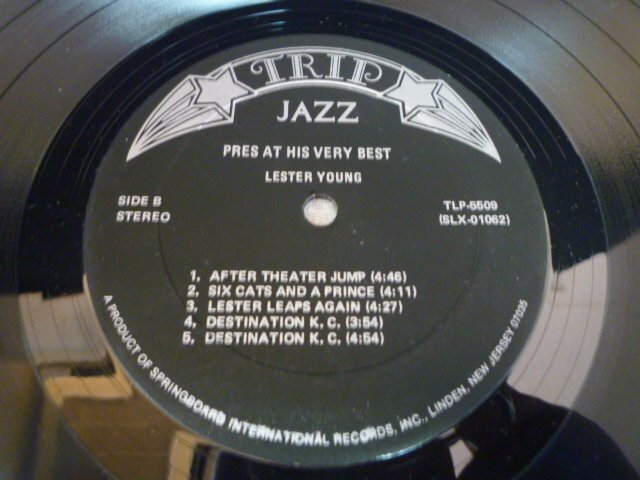 TRIP
JAZZ
PRES AT HIS VERY BEST
LESTER YOUNG
SIDE B
STEREO
TLP-5509
(SLX-01062)
1. AFTER THEATER JUMP (4:46)
2. SIX CATS AND A PRINCE (4:11)
3. LESTER LEAPS AGAIN (4:27)
4. DESTINATION K. C. (3:54)
5. DESTINATION K. C. (4:54)
A PRODUCT OF SPRINGBOARD INTERNATIONAL RECORDS, INC., LINDEN, NEW JERSEY 07035